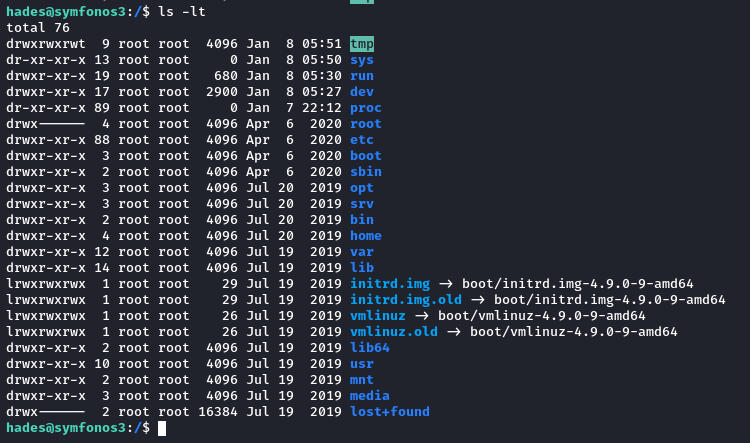 hades@symfonos3:/$ ls -lt
total 76
drwxrwxrwt  9 root root  4096 Jan  8 05:51 tmp
dr-xr-xr-x 13 root root     0 Jan  8 05:50 sys
drwxr-xr-x 19 root root   680 Jan  8 05:30 run
drwxr-xr-x 17 root root  2900 Jan  8 05:27 dev
dr-xr-xr-x 89 root root     0 Jan  7 22:12 proc
drwx------  4 root root  4096 Apr  6  2020 root
drwxr-xr-x 88 root root  4096 Apr  6  2020 etc
drwxr-xr-x  3 root root  4096 Apr  6  2020 boot
drwxr-xr-x  2 root root  4096 Apr  6  2020 sbin
drwxr-xr-x  3 root root  4096 Jul 20  2019 opt
drwxr-xr-x  3 root root  4096 Jul 20  2019 srv
drwxr-xr-x  2 root root  4096 Jul 20  2019 bin
drwxr-xr-x  4 root root  4096 Jul 20  2019 home
drwxr-xr-x 12 root root  4096 Jul 19  2019 var
drwxr-xr-x 14 root root  4096 Jul 19  2019 lib
lrwxrwxrwx  1 root root    29 Jul 19  2019 initrd.img -> boot/initrd.img-4.9.0-9-amd64
lrwxrwxrwx  1 root root    29 Jul 19  2019 initrd.img.old -> boot/initrd.img-4.9.0-9-amd64
lrwxrwxrwx  1 root root    26 Jul 19  2019 vmlinuz -> boot/vmlinuz-4.9.0-9-amd64
lrwxrwxrwx  1 root root    26 Jul 19  2019 vmlinuz.old -> boot/vmlinuz-4.9.0-9-amd64
drwxr-xr-x  2 root root  4096 Jul 19  2019 lib64
drwxr-xr-x 10 root root  4096 Jul 19  2019 usr
drwxr-xr-x  2 root root  4096 Jul 19  2019 mnt
drwxr-xr-x  3 root root  4096 Jul 19  2019 media
drwx------  2 root root 16384 Jul 19  2019 lost+found
hades@symfonos3:/$